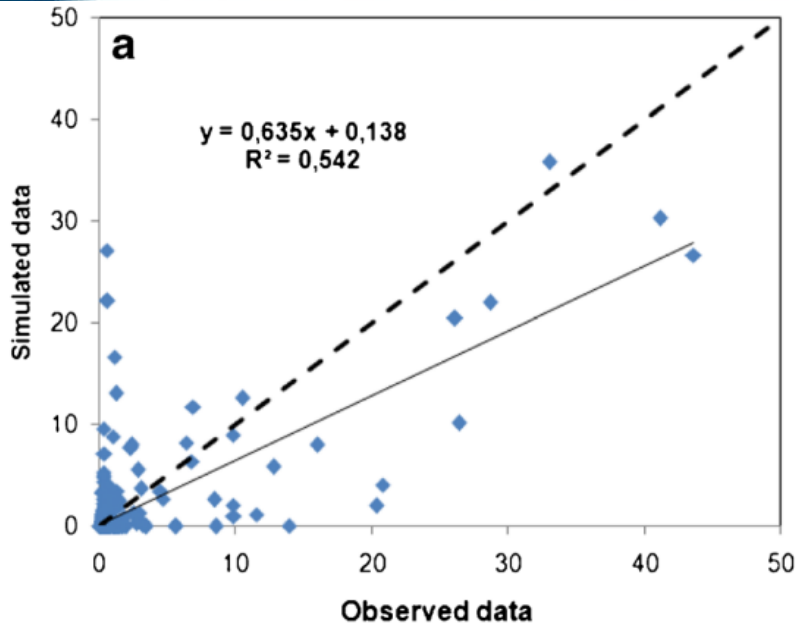 a
y = 0,635x + 0,138
R² = 0,542
50
40
30
20
10
0
Simulated data
0 10 20 30 40 50
Observed data